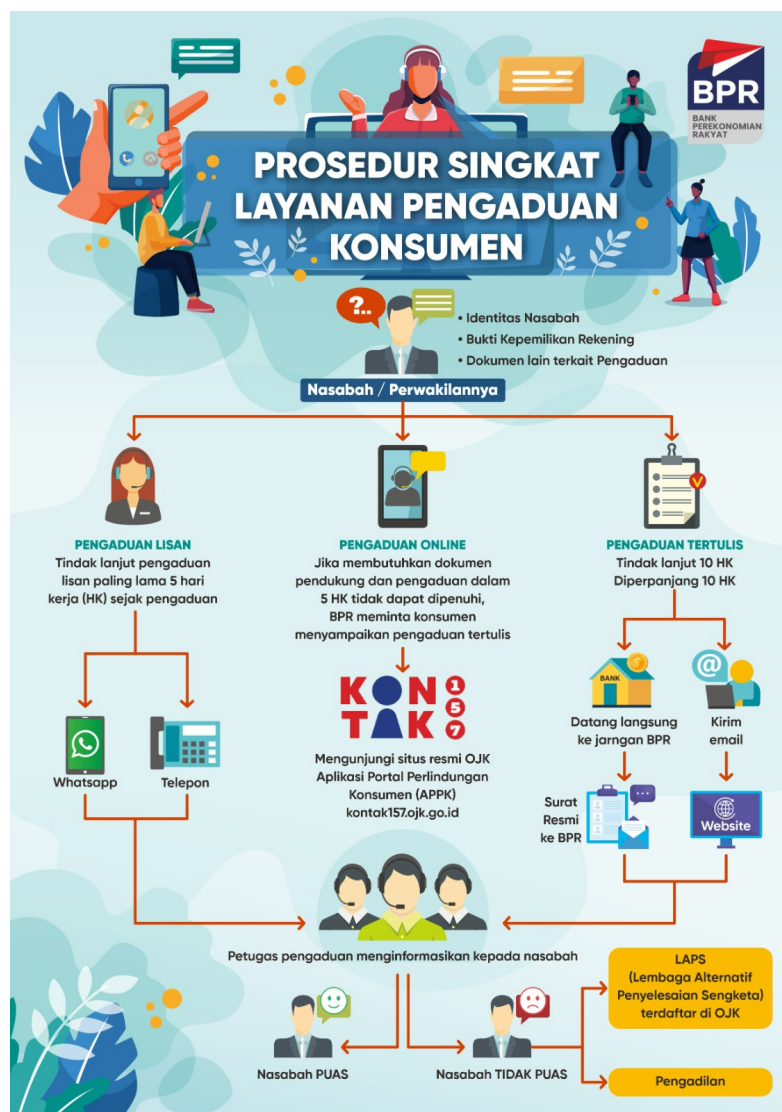 BPR
BANK
PEREKONOMIAN
RAKYAT
PROSEDUR SINGKAT
LAYANAN PENGADUAN
KONSUMEN
?..
• Identitas Nasabah
• Bukti Kepemilikan Rekening
• Dokumen lain terkait Pengaduan
Nasabah / Perwakilannya
PENGADUAN LISAN
Tindak lanjut pengaduan
lisan paling lama 5 hari
kerja (HK) sejak pengaduan
Whatsapp
Telepon
PENGADUAN ONLINE
Jika membutuhkan dokumen
pendukung dan pengaduan dalam
5 HK tidak dapat dipenuhi,
BPR meminta konsumen
menyampaikan pengaduan tertulis
KONTAK 157
Mengunjungi situs resmi OJK
Aplikasi Portal Perlindungan
Konsumen (APPK)
kontak157.ojk.go.id
V
PENGADUAN TERTULIS
Tindak lanjut 10 HK
Diperpanjang 10 HK
BANK
$
Datang langsung
ke jarngan BPR
@
Kirim
email
Surat
Resmi
ke BPR
Website
Petugas pengaduan menginformasikan kepada nasabah
Nasabah PUAS
Nasabah TIDAK PUAS
LAPS
(Lembaga Alternatif
Penyelesaian Sengketa)
terdaftar di OJK
Pengadilan